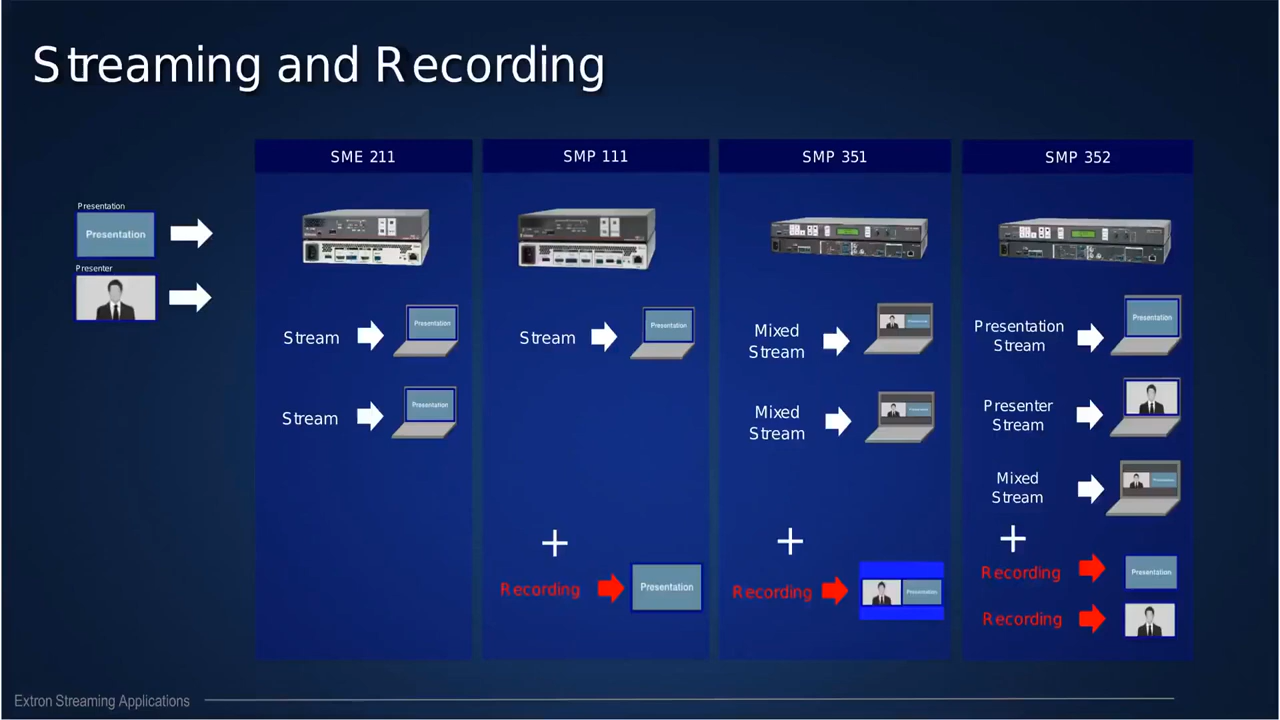 Streaming and Recording
SME 211
SMP 111
SMP 351
SMP 352
Presentation
Presentation
Presenter
Stream
Presentation
Stream
Presentation
Stream
Presentation
Recording
Presentation
Mixed
Stream
Mixed
Stream
Recording
Presentation
Stream
Presentation
Presenter
Stream
Mixed
Stream
Recording
Presentation
Recording
Extron Streaming Applications